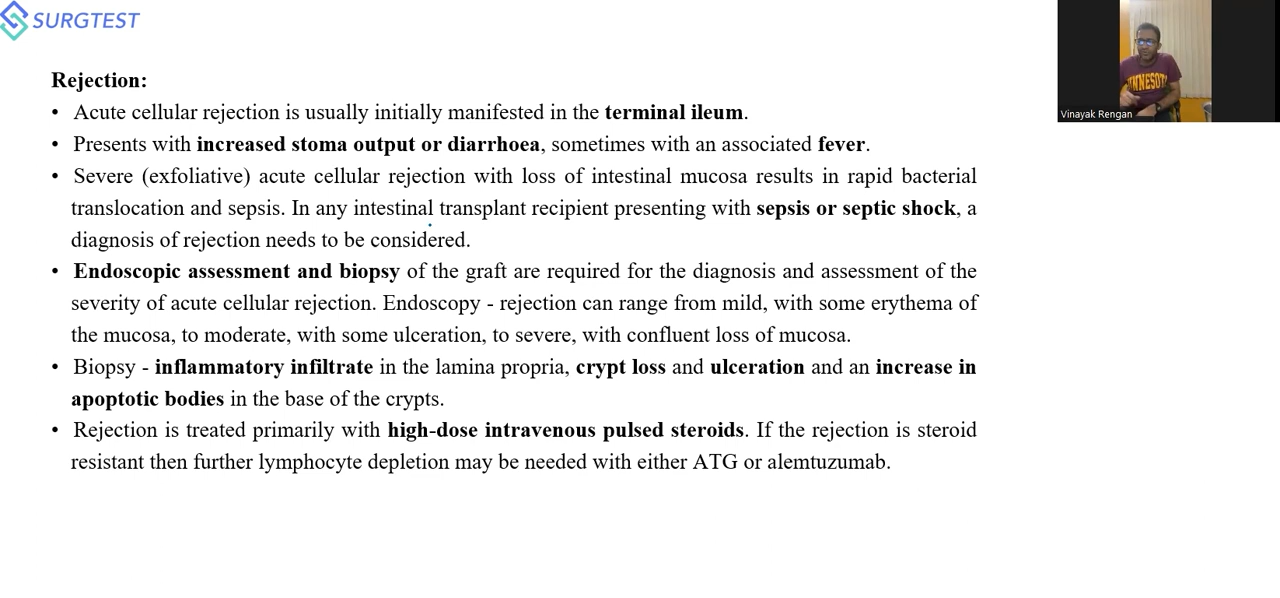 SURGTEST
Rejection:
• Acute cellular rejection is usually initially manifested in the terminal ileum.
• Presents with increased stoma output or diarrhoea, sometimes with an associated fever.
• Severe (exfoliative) acute cellular rejection with loss of intestinal mucosa results in rapid bacterial
translocation and sepsis. In any intestinal transplant recipient presenting with sepsis or septic shock, a
diagnosis of rejection needs to be considered.
• Endoscopic assessment and biopsy of the graft are required for the diagnosis and assessment of the
severity of acute cellular rejection. Endoscopy - rejection can range from mild, with some erythema of
the mucosa, to moderate, with some ulceration, to severe, with confluent loss of mucosa.
• Biopsy - inflammatory infiltrate in the lamina propria, crypt loss and ulceration and an increase in
apoptotic bodies in the base of the crypts.
• Rejection is treated primarily with high-dose intravenous pulsed steroids. If the rejection is steroid
resistant then further lymphocyte depletion may be needed with either ATG or alemtuzumab.
Vinayak Rengan